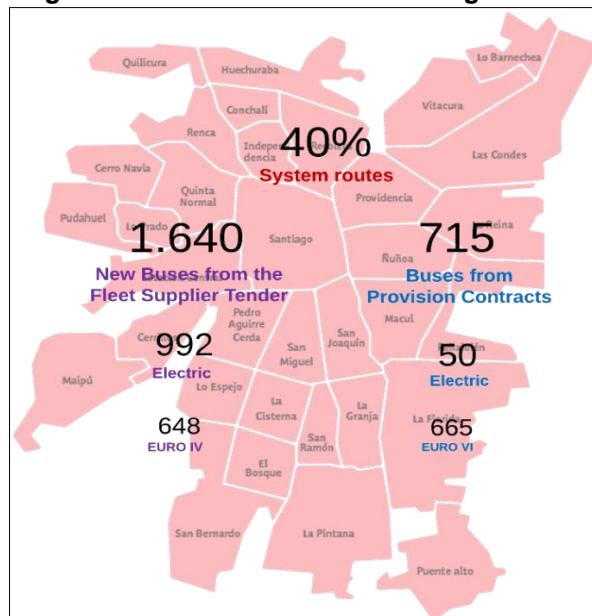 Quilicura
Huechuraba
Lo Barnechea
Conchalí
Vitacura
Renca
Indepen
dencia
40%
System routes
Las Condes
Cerro Navia
Quinta
Normal
Providencia
Pudahuel
Santiago
1.640
New Buses from the
Fleet Supplier Tender
715
Buses from
Provision Contracts
Ñuñoa
Pedro
Aguirre
Cerda
San
Miguel
San
Joaquín
Macul
992
Electric
50
Electric
Maipú
Lo Espejo
La
Cisterna
La
Granja
La Florida
648
EURO IV
665
EURO VI
San
Ramón
El
Bosque
San Bernardo
La Pintana
Puente alto